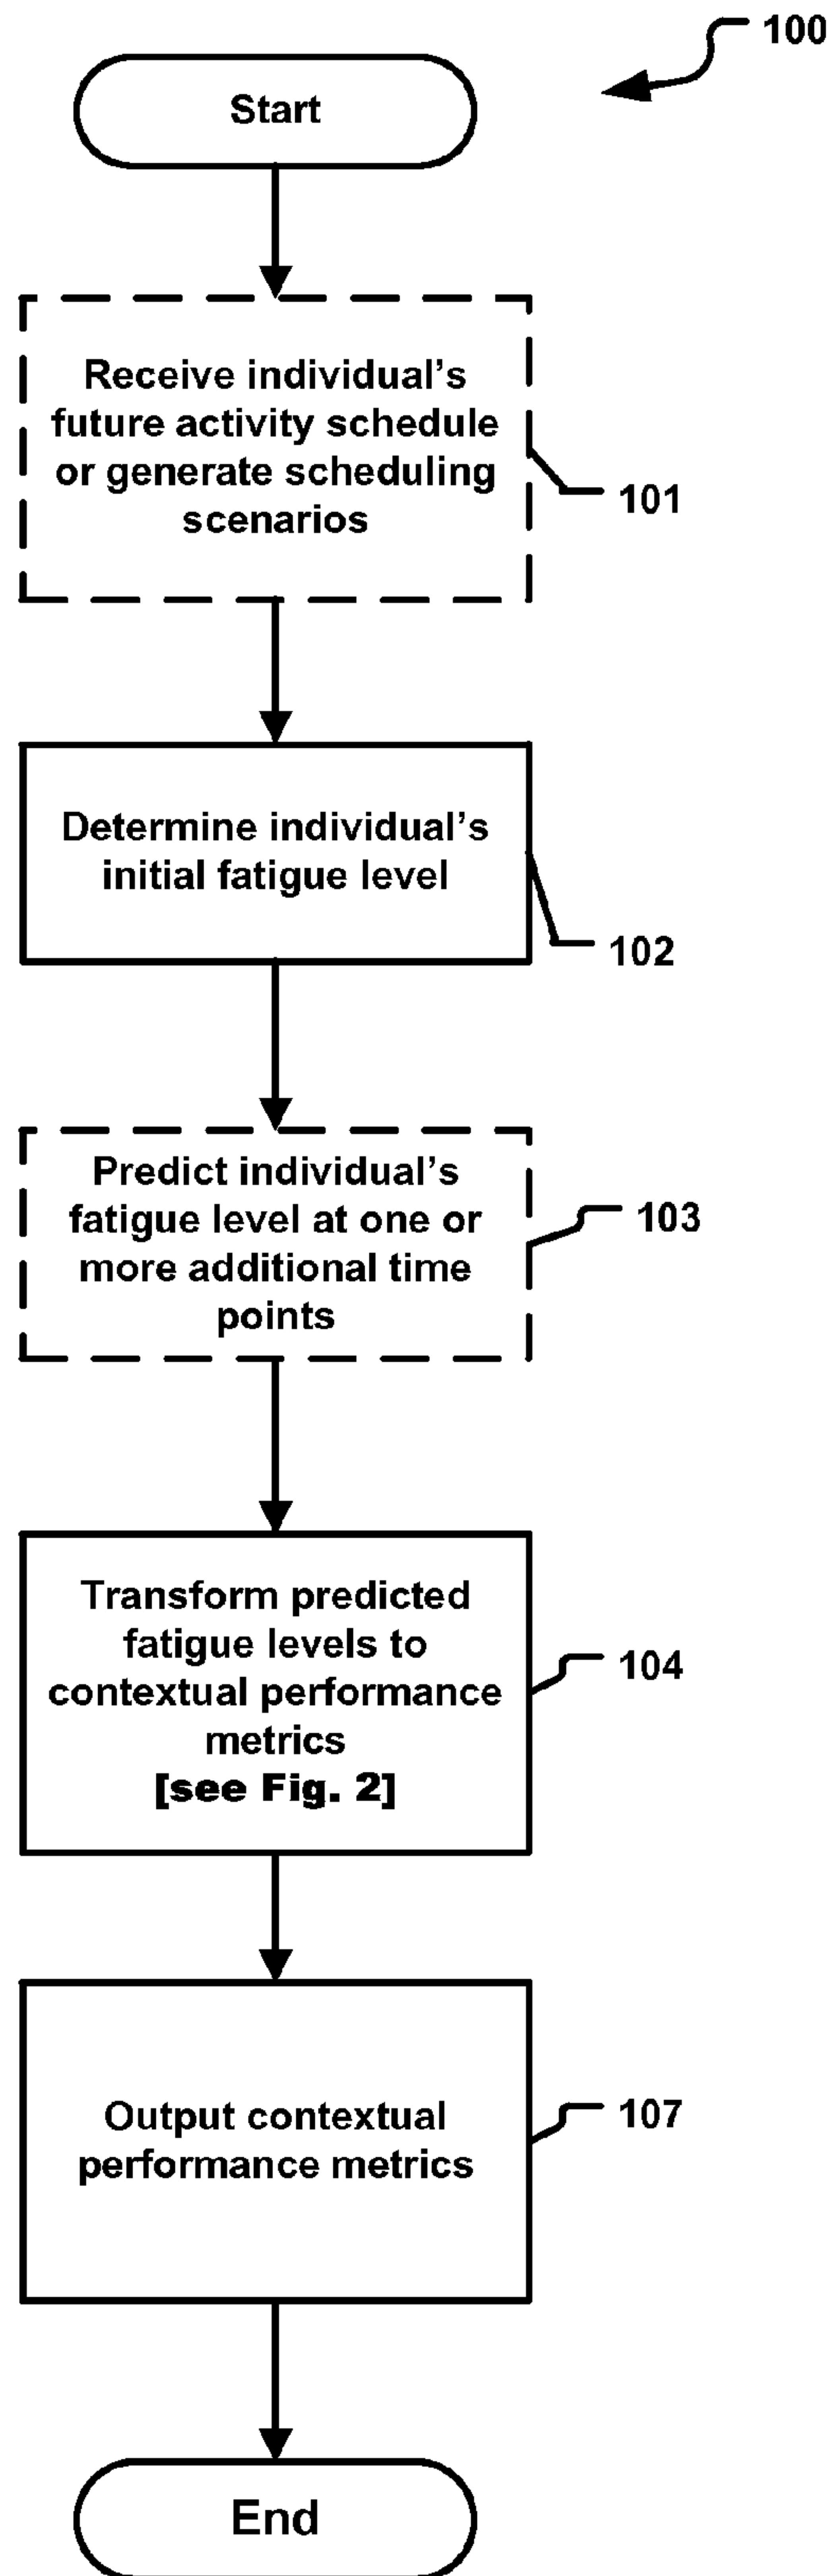 100
Start
Receive individual’s
future activity schedule
or generate scheduling
scenarios
101
Determine individual’s
initial fatigue level
102
Predict individual’s
fatigue level at one or
more additional time
points
103
Transform predicted
fatigue levels to
contextual performance
metrics
[see Fig. 2]
104
Output contextual
performance metrics
107
End